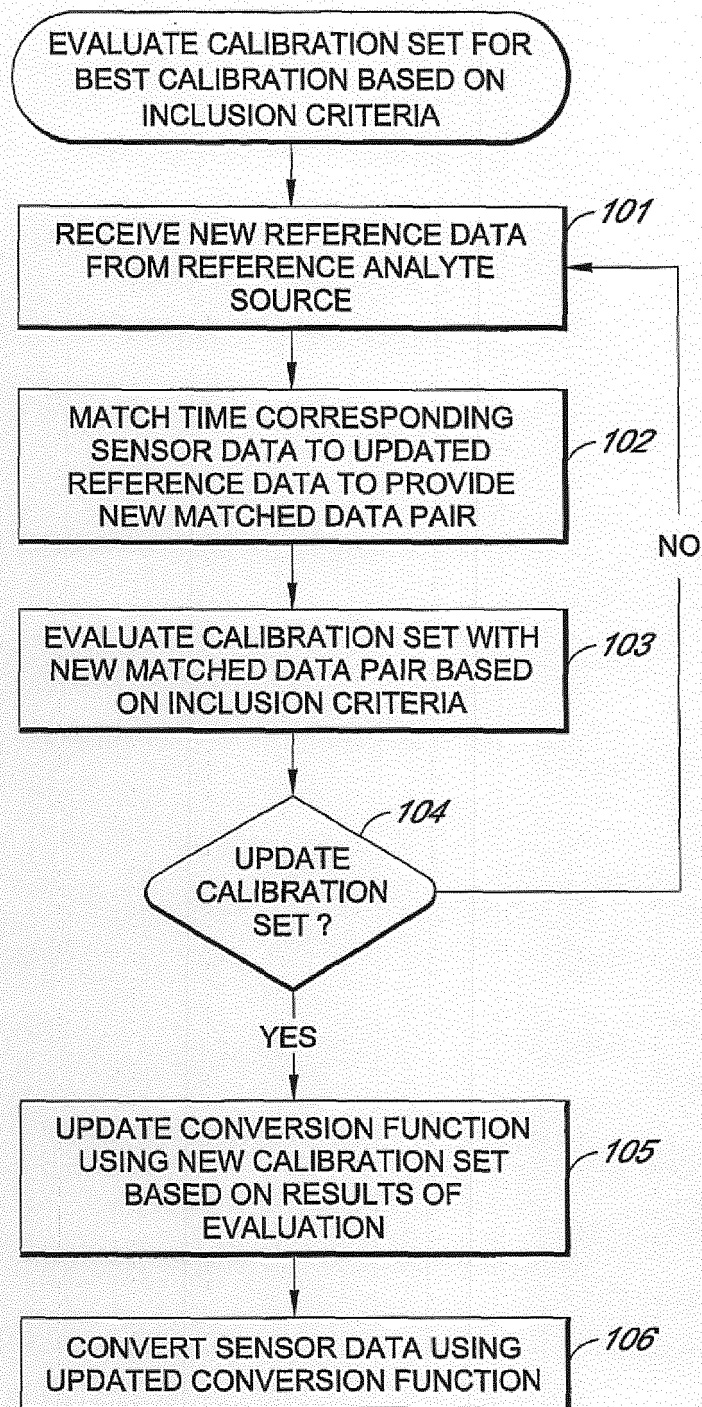 EVALUATE CALIBRATION SET FOR
BEST CALIBRATION BASED ON
INCLUSION CRITERIA
101
RECEIVE NEW REFERENCE DATA
FROM REFERENCE ANALYTE
SOURCE
102
MATCH TIME CORRESPONDING
SENSOR DATA TO UPDATED
REFERENCE DATA TO PROVIDE
NEW MATCHED DATA PAIR
NO
103
EVALUATE CALIBRATION SET WITH
NEW MATCHED DATA PAIR BASED
ON INCLUSION CRITERIA
104
UPDATE
CALIBRATION
SET ?
YES
105
UPDATE CONVERSION FUNCTION
USING NEW CALIBRATION SET
BASED ON RESULTS OF
EVALUATION
106
CONVERT SENSOR DATA USING
UPDATED CONVERSION FUNCTION